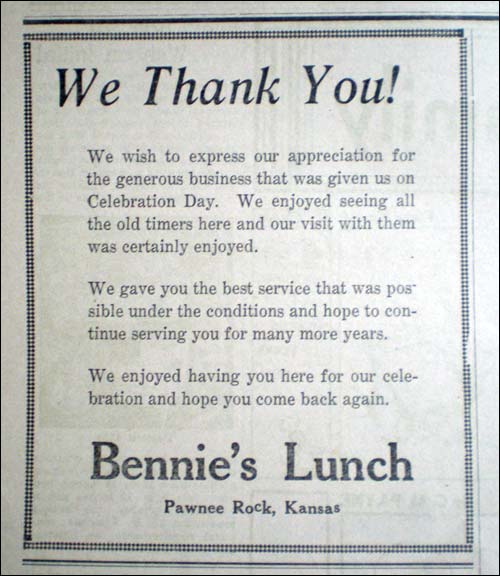 We Thank You!
We wish to express our appreciation for
the generous business that was given us on
Celebration Day. We enjoyed seeing all
the old timers here and our visit with them
was certainly enjoyed.
We gave you the best service that was pos-
sible under the conditions and hope to con-
tinue serving you for many more years.
We enjoyed having you here for our cele-
bration and hope you come back again.
Bennie's Lunch
Pawnee Rock, Kansas